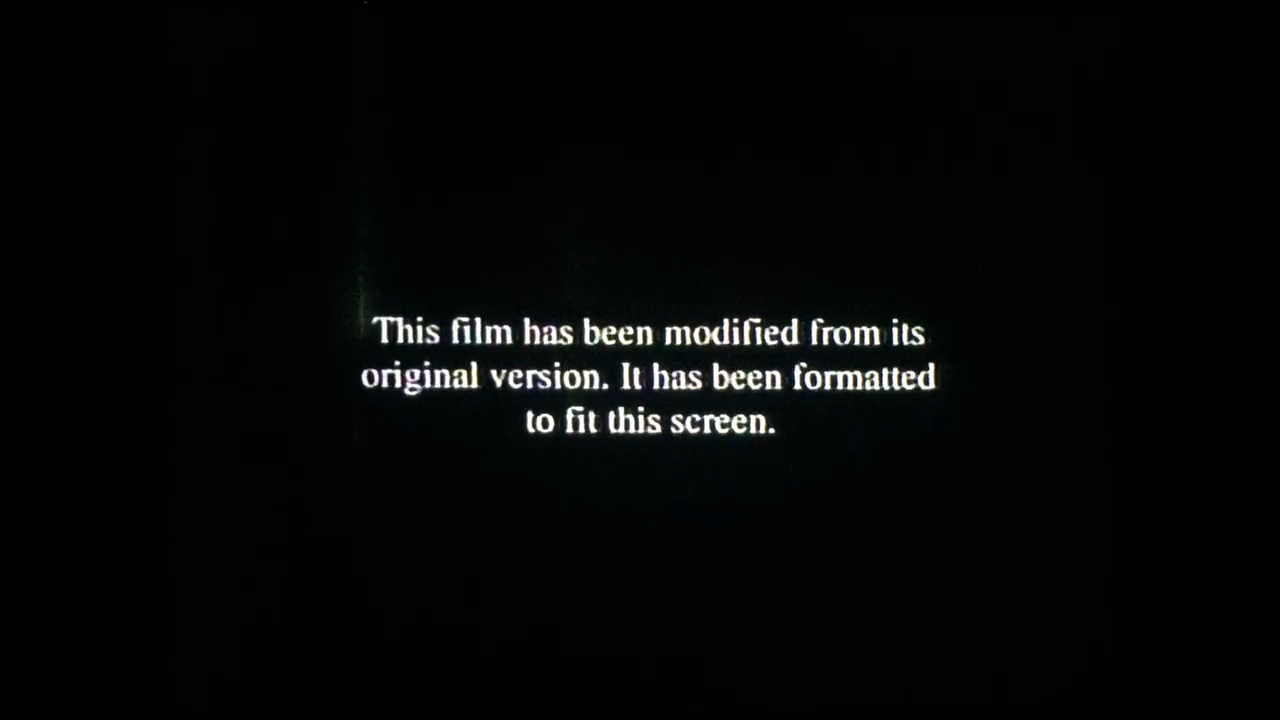 This film has been modified from its
original version. It has been formatted
to fit this screen.